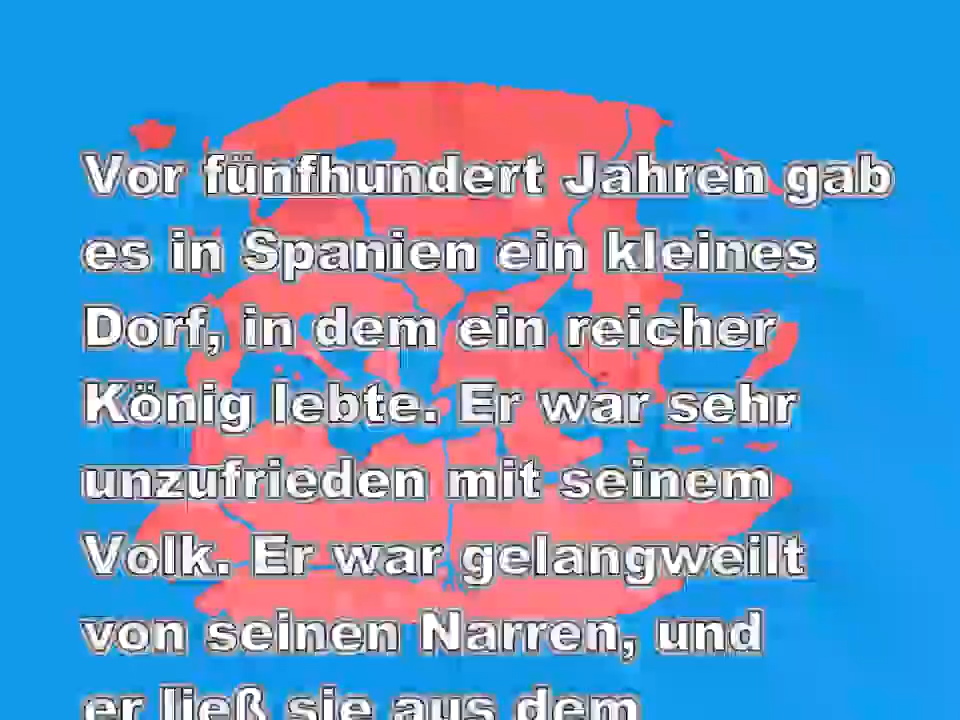 Vor fünfhundert Jahren gab
es in Spanien ein kleines
Dorf, in dem ein reicher
König lebte. Er war sehr
unzufrieden mit seinem
Volk. Er war gelangweilt
von seinen Narren, und
er ließ sie aus dem